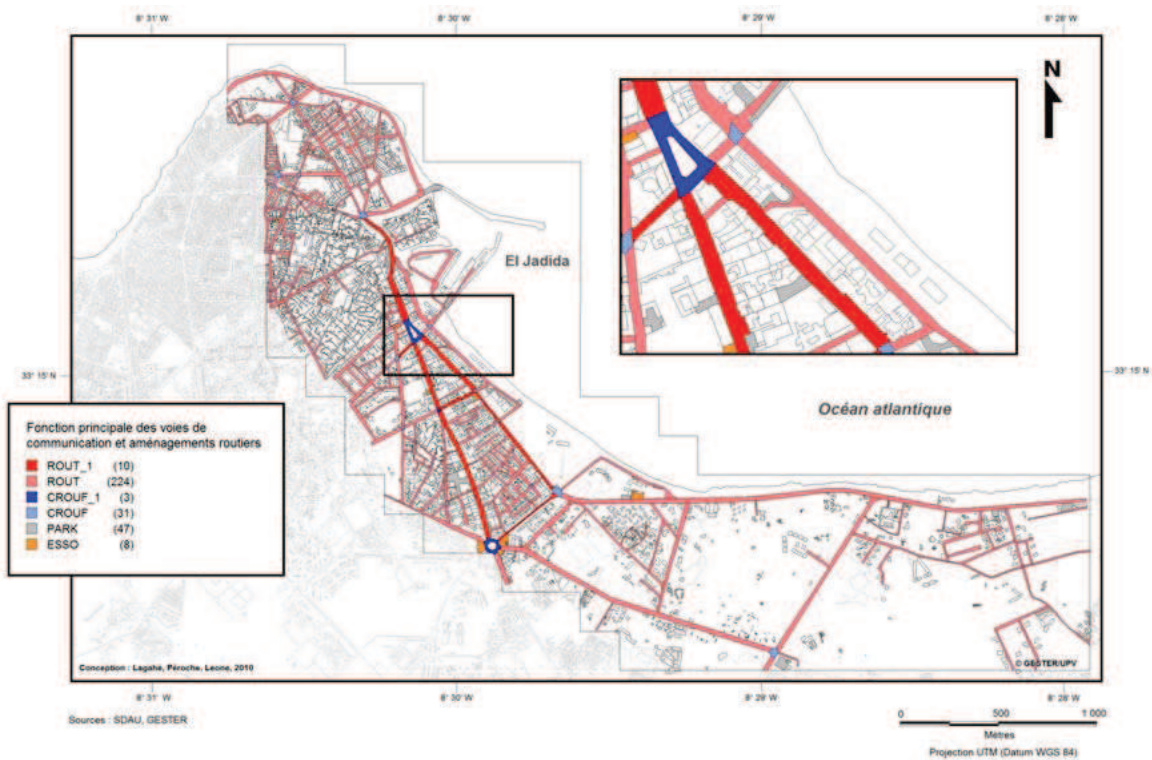 8° 31' W
8° 30' W
8° 29' W
8° 28' W
N
El Jadida
33° 15' N
33° 15' N
Océan atlantique
Fonction principale des voies de
communication et aménagements routiers
ROUT_1 (10)
ROUT (224)
CROUF_1 (3)
CROUF (31)
PARK (47)
ESSO (8)
Conception : Lagahé, Péroche, Leone, 2010
© GESTER/UPV
8° 31' W
8° 30' W
8° 29' W
8° 28' W
Sources : SDAU, GESTER
0 500 1 000
Mètres
Projection UTM (Datum WGS 84)